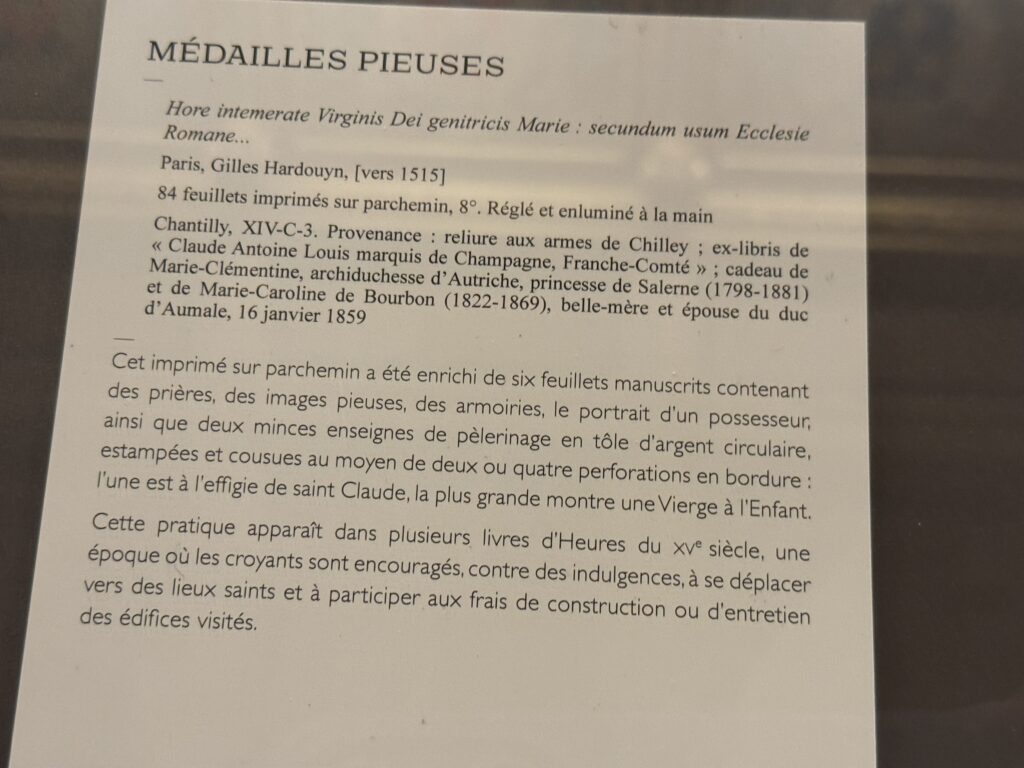 MÉDAILLES PIEUSES
Hore intemerate Virginis Dei genitricis Marie : secundum usum Ecclesie
Romane...
Paris, Gilles Hardouyn, [vers 1515]
84 feuillets imprimés sur parchemin, 8°. Réglé et enluminé à la main
Chantilly, XIV-C-3. Provenance : reliure aux armes de Chilley ; ex-libris de
« Claude Antoine Louis marquis de Champagne, Franche-Comté » ; cadeau de
Marie-Clémentine, archiduchesse d'Autriche, princesse de Salerne (1798-1881)
et de Marie-Caroline de Bourbon (1822-1869), belle-mère et épouse du duc
d'Aumale, 16 janvier 1859
Cet imprimé sur parchemin a été enrichi de six feuillets manuscrits contenant
des prières, des images pieuses, des armoiries, le portrait d'un possesseur,
ainsi que deux minces enseignes de pèlerinage en tôle d'argent circulaire,
estampées et cousues au moyen de deux ou quatre perforations en bordure :
l'une est à l'effigie de saint Claude, la plus grande montre une Vierge à l'Enfant.
Cette pratique apparaît dans plusieurs livres d'Heures du XVe siècle, une
époque où les croyants sont encouragés, contre des indulgences, à se déplacer
vers des lieux saints et à participer aux frais de construction ou d'entretien
des édifices visités.